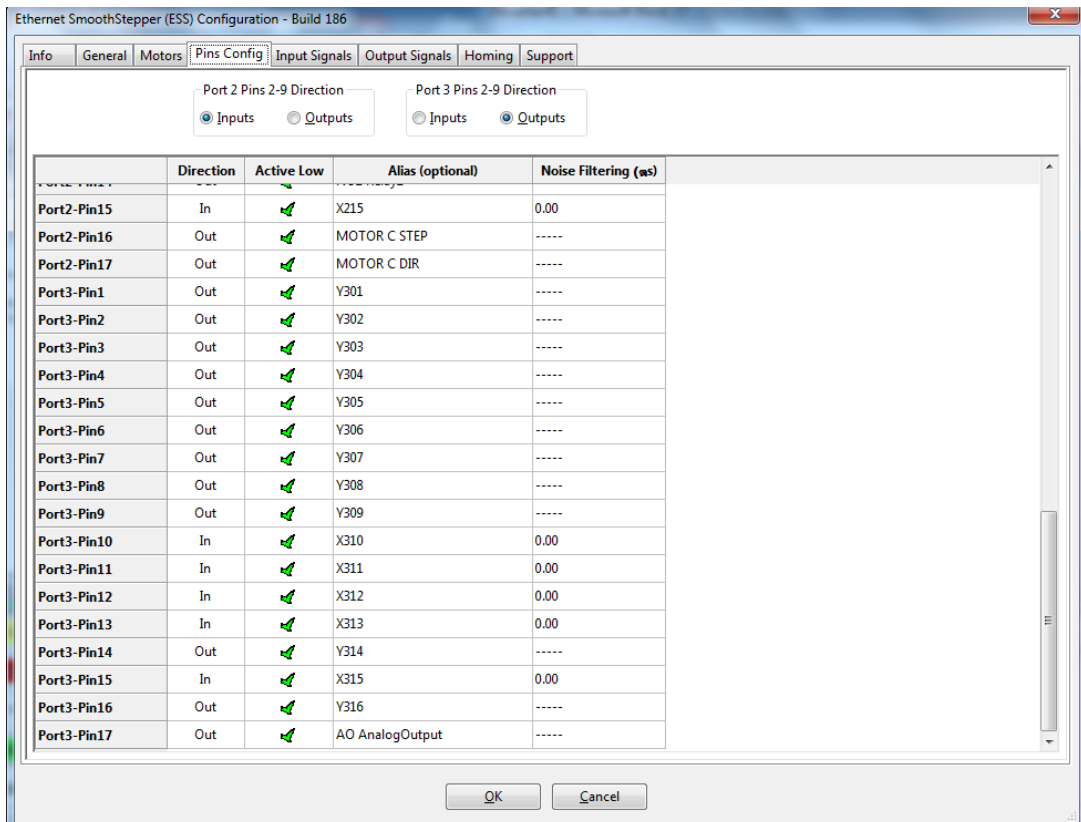 Ethernet SmoothStepper (ESS) Configuration - Build 186
Info General Motors Pins Config Input Signals Output Signals Homing Support
Port 2 Pins 2-9 Direction Port 3 Pins 2-9 Direction
Inputs Outputs Inputs Outputs
Direction Active Low Alias (optional) Noise Filtering (us)
Port2-Pin15 In X215 0.00
Port2-Pin16 Out MOTOR C STEP -----
Port2-Pin17 Out MOTOR C DIR -----
Port3-Pin1 Out Y301 -----
Port3-Pin2 Out Y302 -----
Port3-Pin3 Out Y303 -----
Port3-Pin4 Out Y304 -----
Port3-Pin5 Out Y305 -----
Port3-Pin6 Out Y306 -----
Port3-Pin7 Out Y307 -----
Port3-Pin8 Out Y308 -----
Port3-Pin9 Out Y309 -----
Port3-Pin10 In X310 0.00
Port3-Pin11 In X311 0.00
Port3-Pin12 In X312 0.00
Port3-Pin13 In X313 0.00
Port3-Pin14 Out Y314 -----
Port3-Pin15 In X315 0.00
Port3-Pin16 Out Y316 -----
Port3-Pin17 Out AO AnalogOutput -----
OK Cancel